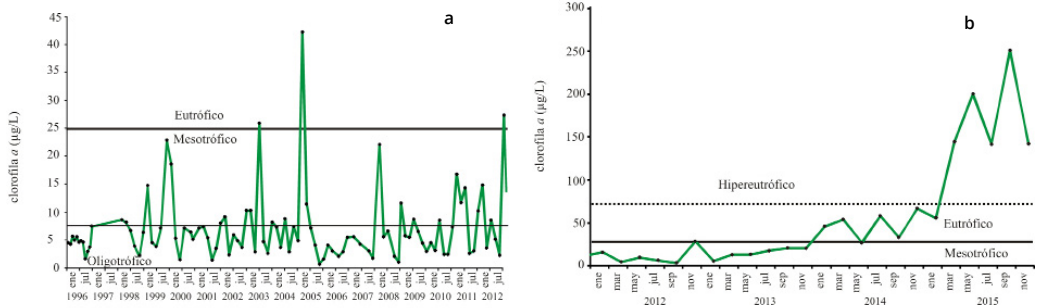 a
clorofila a (µg/L)
45
40
35
30
25
20
15
10
5
0
Eutrófico
Mesotrófico
Oligotrófico
ene jul ene jul ene jul ene jul ene jul ene jul ene jul ene jul ene jul ene jul ene jul ene jul ene jul ene jul ene jul ene jul ene jul
1996 1997 1998 1999 2000 2001 2002 2003 2004 2005 2006 2007 2008 2009 2010 2011 2012
b
clorofila a (µg/L)
300
250
200
150
100
50
0
Hipereutrófico
Eutrófico
Mesotrófico
ene mar may jul sep nov ene mar may jul sep nov ene mar may jul sep nov ene mar may jul sep nov
2012 2013 2014 2015